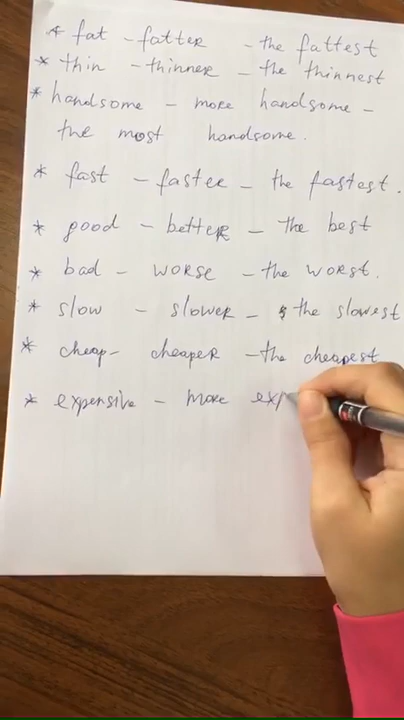 * fat - fatter - the fattest
* thin - thinner - the thinnest
* handsome - more handsome -
the most handsome.
* fast - faster - the fastest.
* good - better - the best
* bad - worse - the worst.
* slow - slower - the slowest
* cheap - cheaper - the cheapest
* expensive - more exp